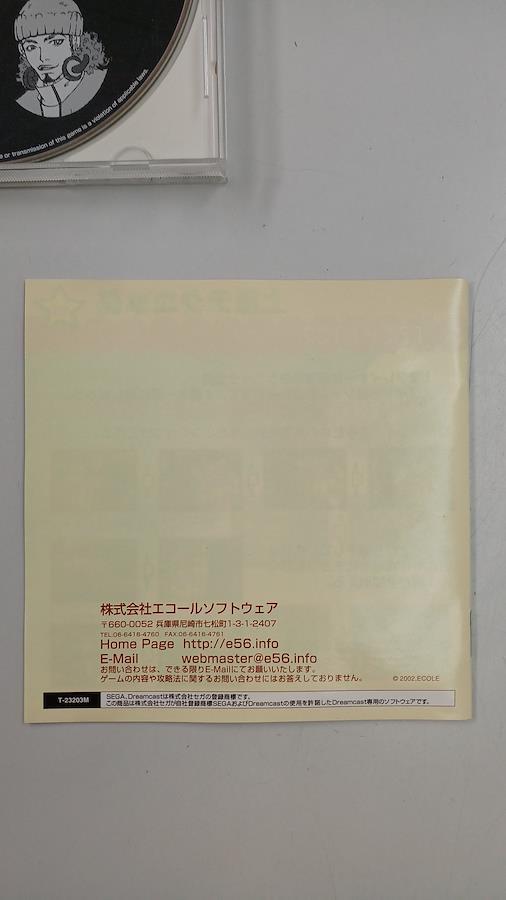 e or transmission of this game is a violation of applicable laws.
株式会社エコールソフトウェア
〒660-0052 兵庫県尼崎市七松町1-3-1-2407
TEL:06-6416-4760 FAX:06-6416-4761
Home Page http://e56.info
E-Mail webmaster@e56.info
お問い合わせは、できる限りE-Mailにてお願いいたします。
ゲームの内容や攻略法に関するお問い合わせにはお答えしておりません。
© 2002,ECOLE
T-23203M
SEGA、Dreamcastは株式会社セガの登録商標です。
この商品は株式会社セガが自社登録商標SEGAおよびDreamcastの使用を許諾したDreamcast専用のソフトウェアです。